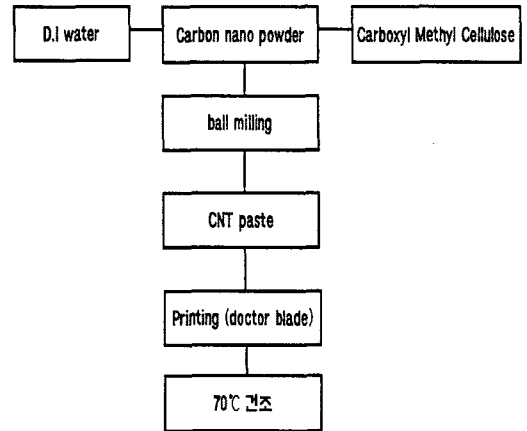 D.I water
Carbon nano powder
Carboxyl Methyl Cellulose
ball milling
CNT paste
Printing (doctor blade)
70℃ 건조